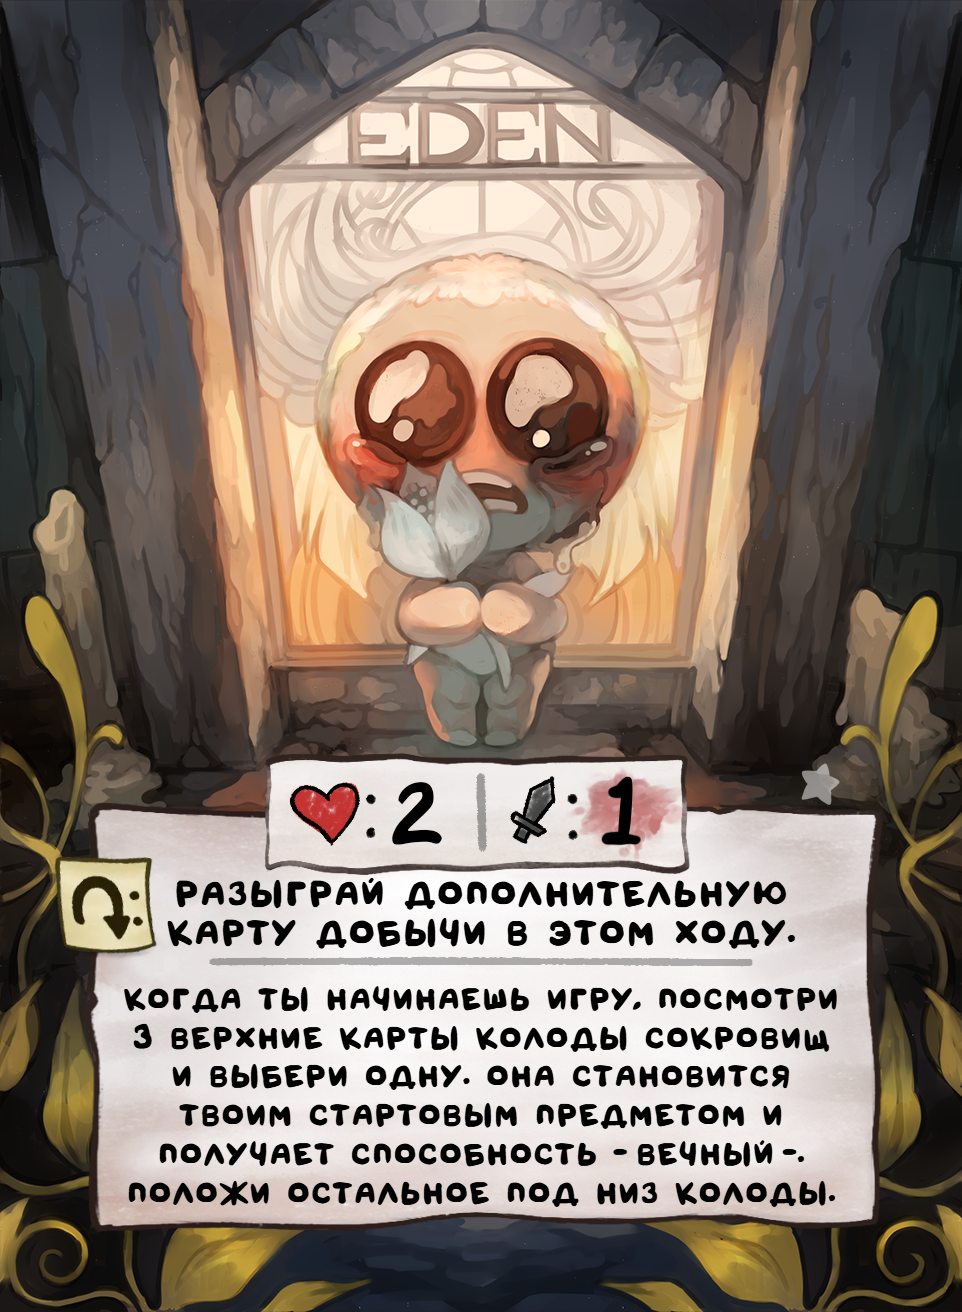 EDEN
:2 | :1
РАЗЫГРАЙ ДОПОЛНИТЕЛЬНУЮ
КАРТУ ДОБЫЧИ В ЭТОМ ХОДУ.
КОГДА ТЫ НАЧИНАЕШЬ ИГРУ, ПОСМОТРИ
3 ВЕРХНИЕ КАРТЫ КОЛОДЫ СОКРОВИЩ
И ВЫБЕРИ ОДНУ. ОНА СТАНОВИТСЯ
ТВОИМ СТАРТОВЫМ ПРЕДМЕТОМ И
ПОЛУЧАЕТ СПОСОБНОСТЬ -ВЕЧНЫЙ-.
ПОЛОЖИ ОСТАЛЬНОЕ ПОД НИЗ КОЛОДЫ.